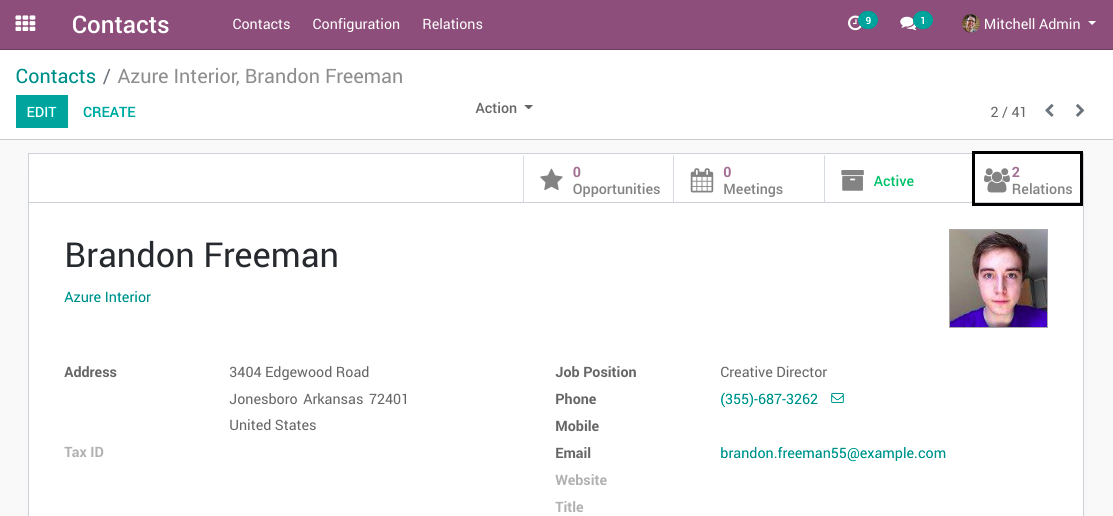 Contacts Contacts Configuration Relations 9 1 Mitchell Admin
Contacts / Azure Interior, Brandon Freeman
EDIT CREATE Action 2 / 41
0 Opportunities 0 Meetings Active 2 Relations
Brandon Freeman
Azure Interior
Address 3404 Edgewood Road
Jonesboro Arkansas 72401
United States
Tax ID
Job Position Creative Director
Phone (355)-687-3262
Mobile
Email brandon.freeman55@example.com
Website
Title